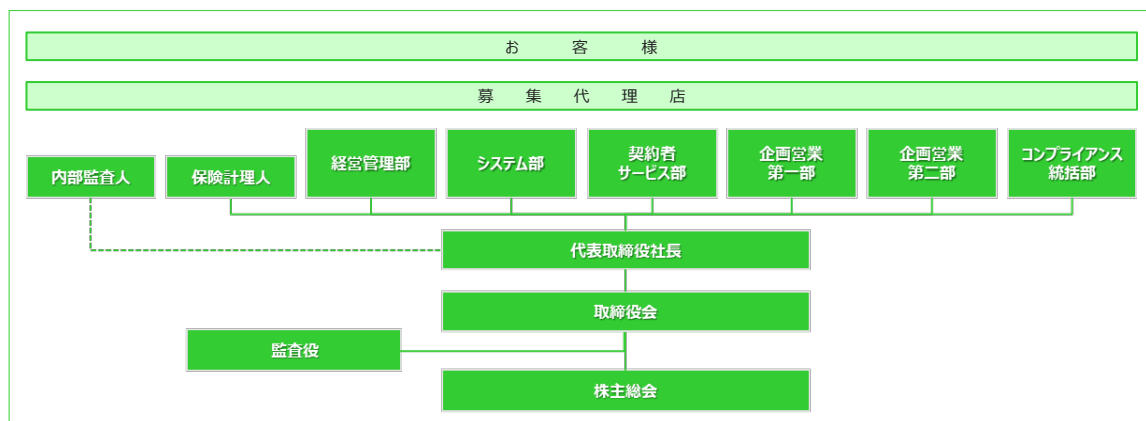 お客様
募集代理店
内部監査人
保険計理人
経営管理部
システム部
契約者
サービス部
企画営業
第一部
企画営業
第二部
コンプライアンス
統括部
代表取締役社長
取締役会
監査役
株主総会